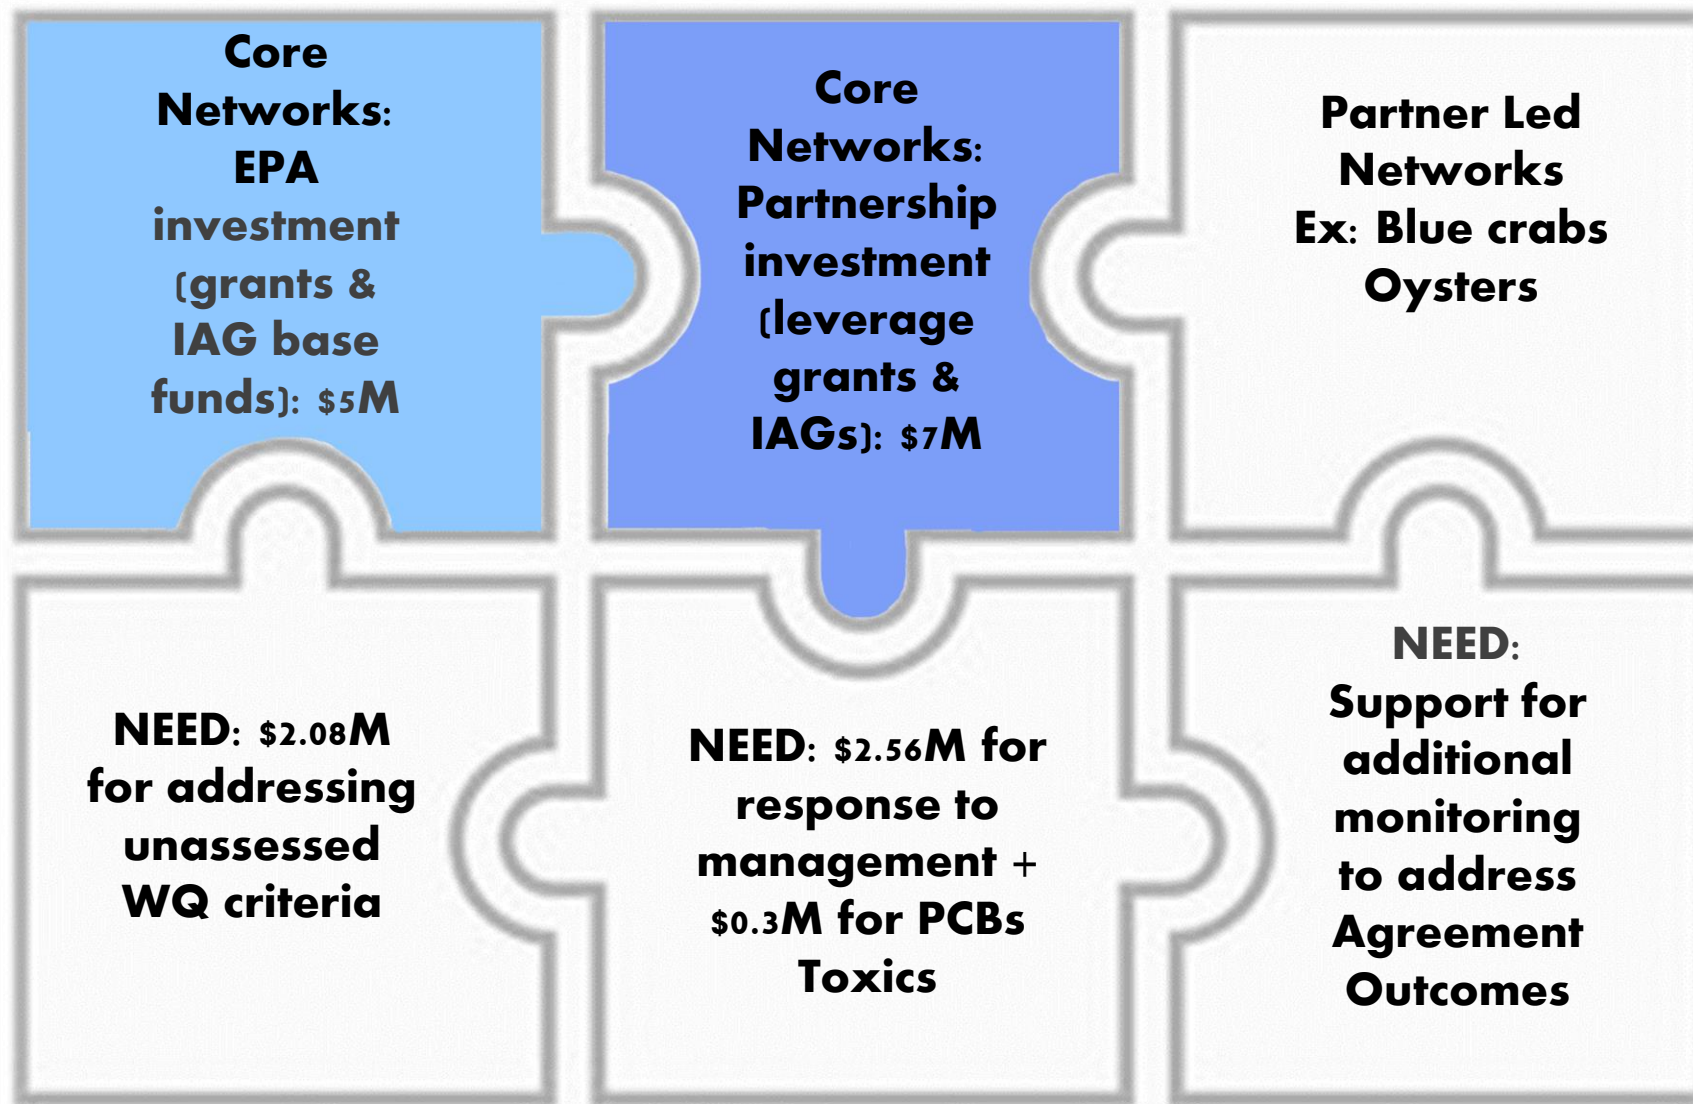 Core
Networks:
EPA
investment
(grants &
IAG base
funds): $5M
Core
Networks:
Partnership
investment
(leverage
grants &
IAGs): $7M
Partner Led
Networks
Ex: Blue crabs
Oysters
NEED: $2.08M
for addressing
unassessed
WQ criteria
NEED: $2.56M for
response to
management +
$0.3M for PCBs
Toxics
NEED:
Support for
additional
monitoring
to address
Agreement
Outcomes